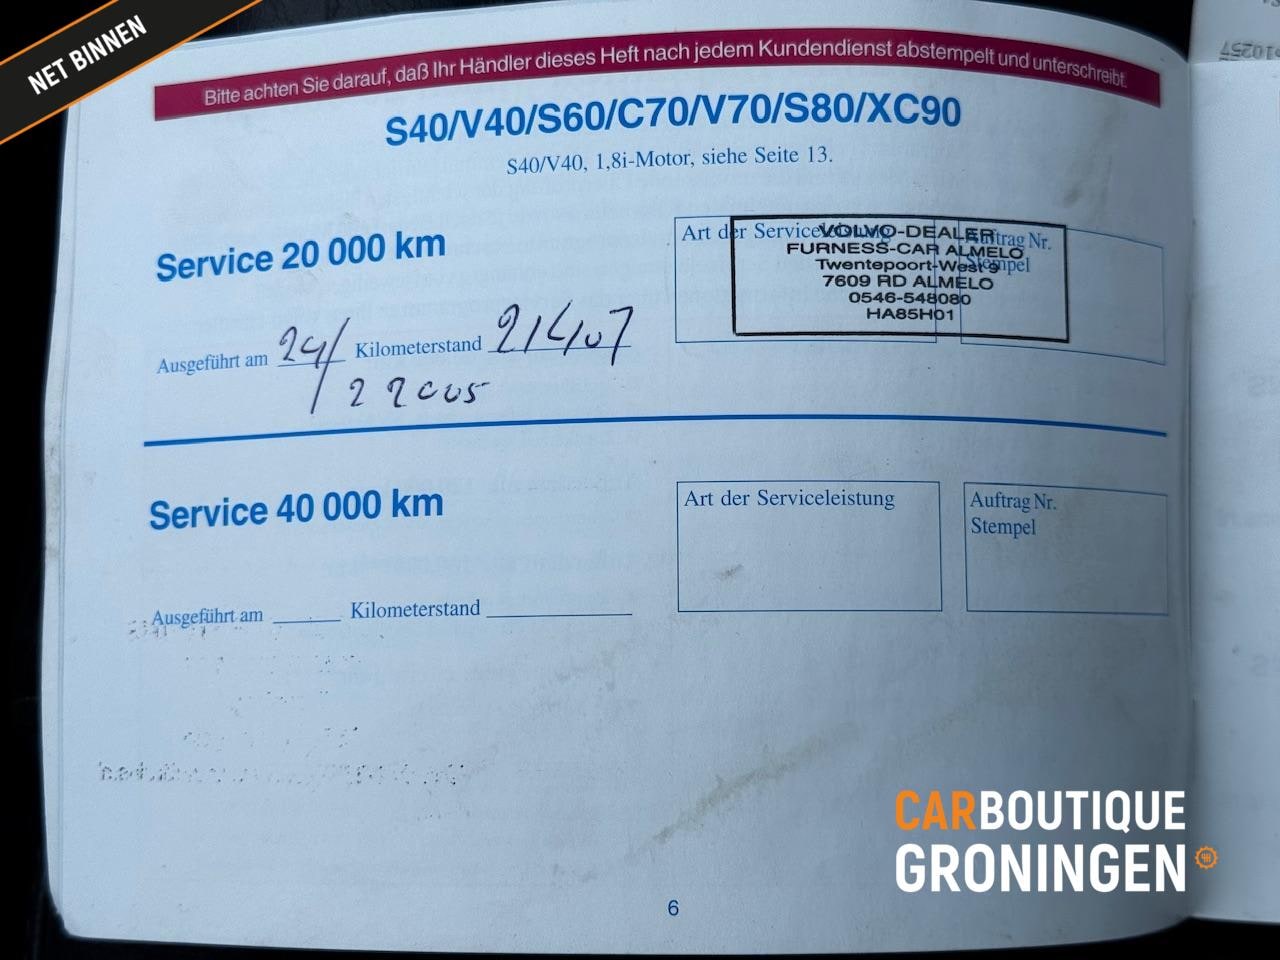 NET BINNEN
Bitte achten Sie darauf, daß Ihr Händler dieses Heft nach jedem Kundendienst abstempelt und unterschreibt.
S40/V40/S60/C70/V70/S80/XC90
S40/V40, 1,8i-Motor, siehe Seite 13.
Service 20 000 km
Art der Serviceleistung
Auftrag Nr.
Stempel
VOLVO-DEALER
FURNESS-CAR ALMELO
Twentepoort-West 9
7609 RD ALMELO
0546-548080
HA85H01
Ausgeführt am 24/ Kilometerstand 21407
2 2005
Service 40 000 km
Art der Serviceleistung
Auftrag Nr.
Stempel
Ausgeführt am Kilometerstand
CARBOUTIQUE
GRONINGEN
6